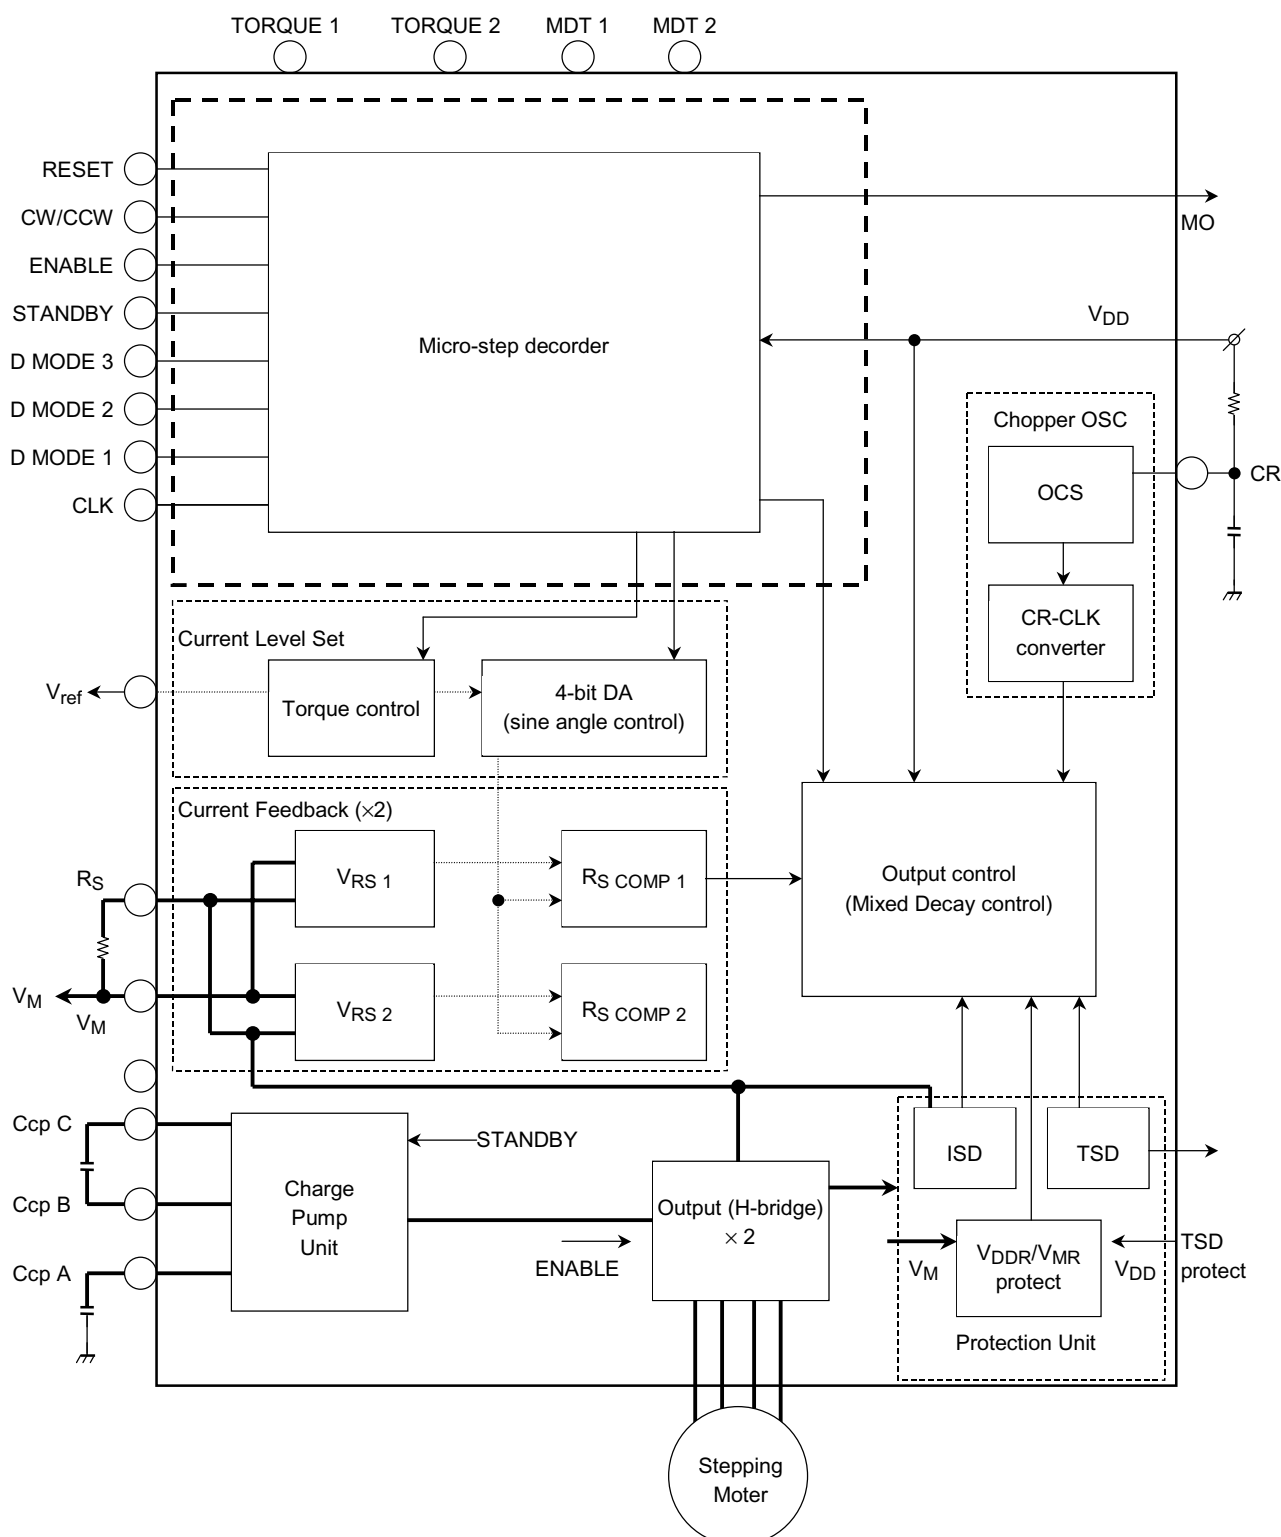 TORQUE 1
TORQUE 2
MDT 1
MDT 2
RESET
CW/CCW
ENABLE
STANDBY
D MODE 3
D MODE 2
D MODE 1
CLK
Micro-step decorder
MO
VDD
Chopper OSC
OCS
CR
CR-CLK
converter
Current Level Set
Vref
Torque control
4-bit DA
(sine angle control)
Current Feedback (×2)
RS
VRS 1
RS COMP 1
Output control
(Mixed Decay control)
VM
VM
VRS 2
RS COMP 2
Ccp C
Ccp B
Ccp A
Charge
Pump
Unit
STANDBY
ENABLE
Output (H-bridge)
× 2
ISD
TSD
VM
VDDR/VMR
protect
VDD
TSD
protect
Protection Unit
Stepping
Moter